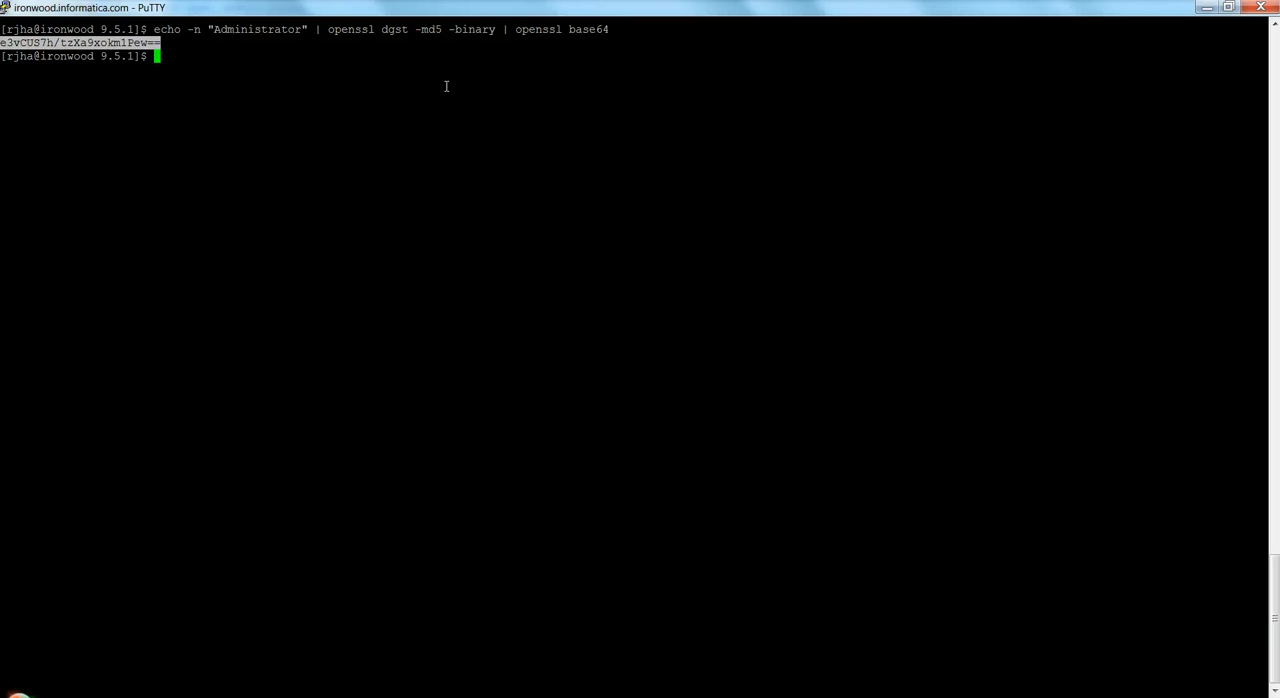 ironwood.informatica.com - PuTTY
[rjha@ironwood 9.5.1]$ echo -n "Administrator" | openssl dgst -md5 -binary | openssl base64
e3vCUS7h/tzXa9xokm1Pew==
[rjha@ironwood 9.5.1]$